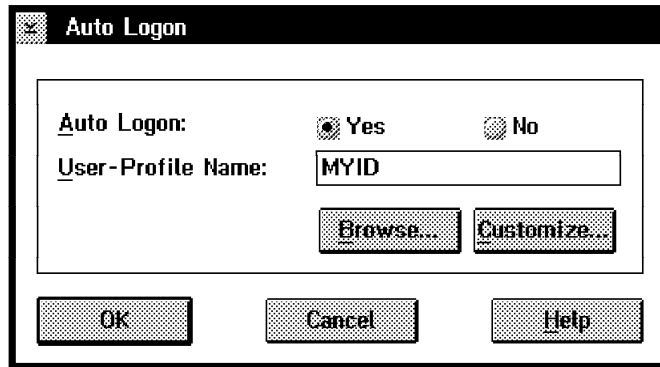 Auto Logon
Auto Logon: Yes No
User-Profile Name: MYID
Browse... Customize...
OK Cancel Help